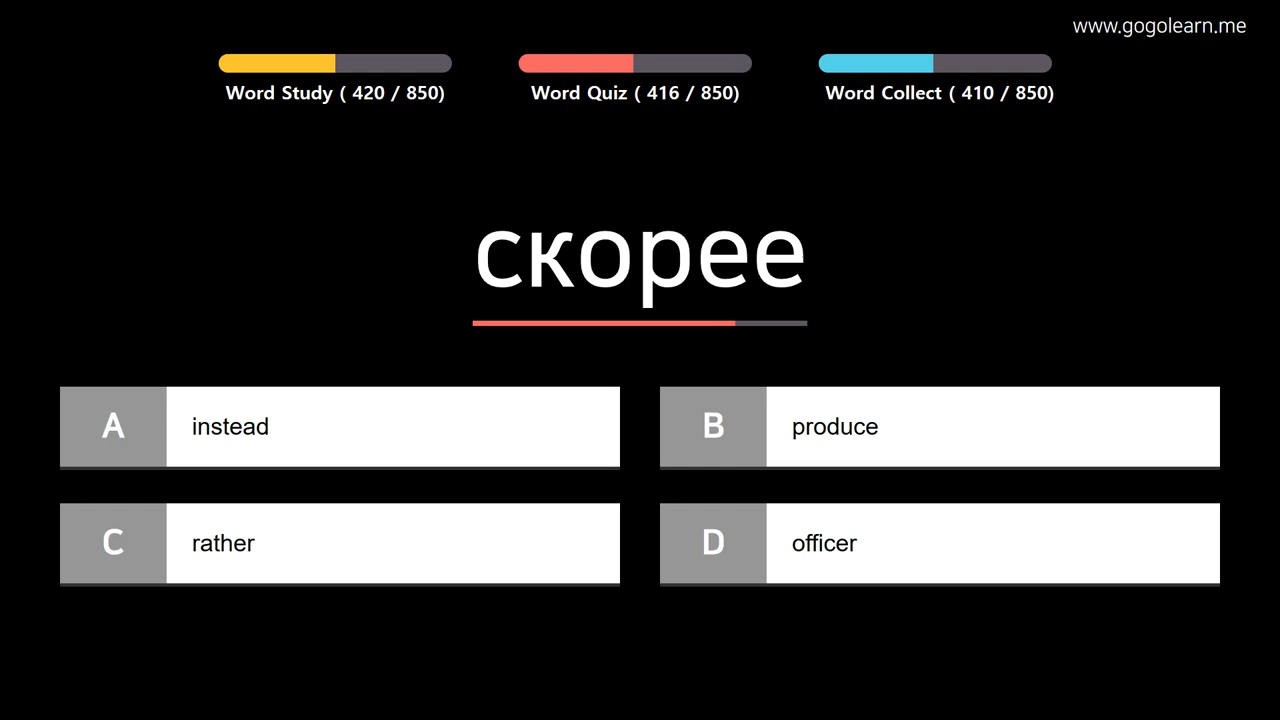 www.gogolearn.me
Word Study ( 420 / 850)
Word Quiz ( 416 / 850)
Word Collect ( 410 / 850)
скорее
A instead
B produce
C rather
D officer